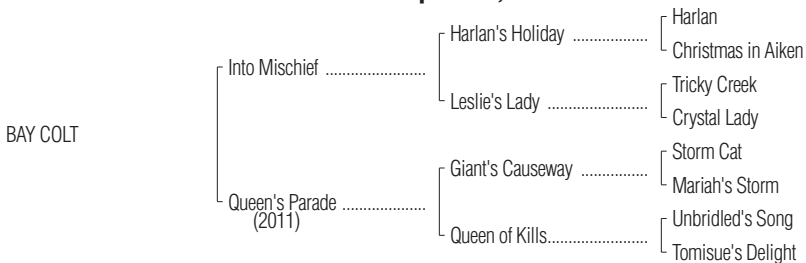 Harlan
Harlan's Holiday ..................
Christmas in Aiken
Into Mischief ........................
Tricky Creek
Leslie's Lady ........................
Crystal Lady
BAY COLT
Storm Cat
Giant's Causeway ................
Mariah's Storm
Queen's Parade ....................
(2011)
Unbridled's Song
Queen of Kills........................
Tomisue's Delight